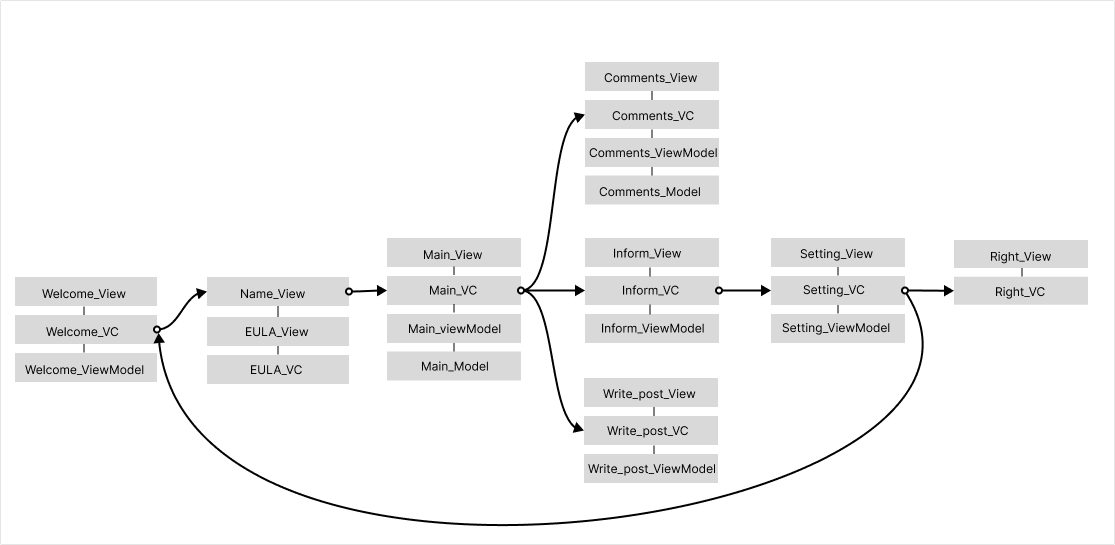 Welcome_View
Welcome_VC
Welcome_ViewModel
Name_View
EULA_View
EULA_VC
Main_View
Main_VC
Main_viewModel
Main_Model
Comments_View
Comments_VC
Comments_ViewModel
Comments_Model
Inform_View
Inform_VC
Inform_ViewModel
Write_post_View
Write_post_VC
Write_post_ViewModel
Setting_View
Setting_VC
Setting_ViewModel
Right_View
Right_VC